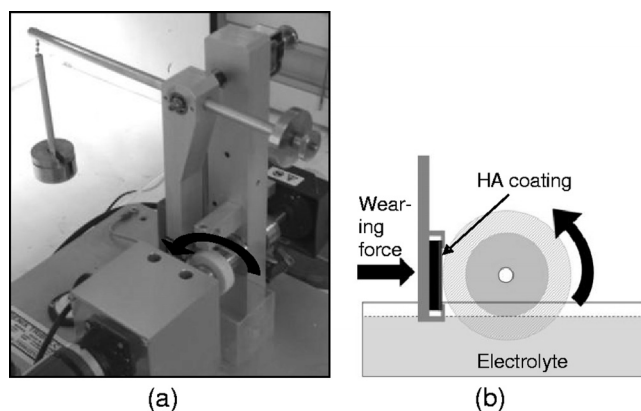 HA coating
Wear-
ing
force
Electrolyte
(a)
(b)